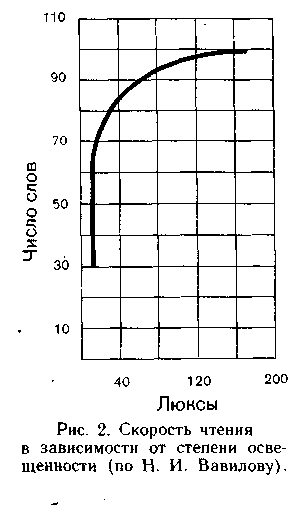 110
90
70
50
30
10
Число слов
40 120 200
Люксы
Рис. 2. Скорость чтения
в зависимости от степени осве-
щенности (по Н. И. Вавилову).